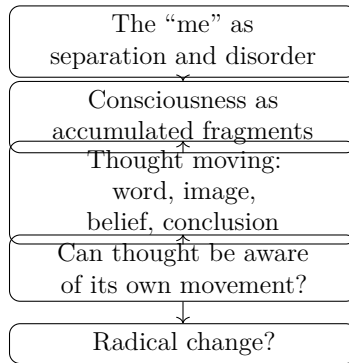 The “me” as
separation and disorder
Consciousness as
accumulated fragments
Thought moving:
word, image,
belief, conclusion
Can thought be aware
of its own movement?
Radical change?